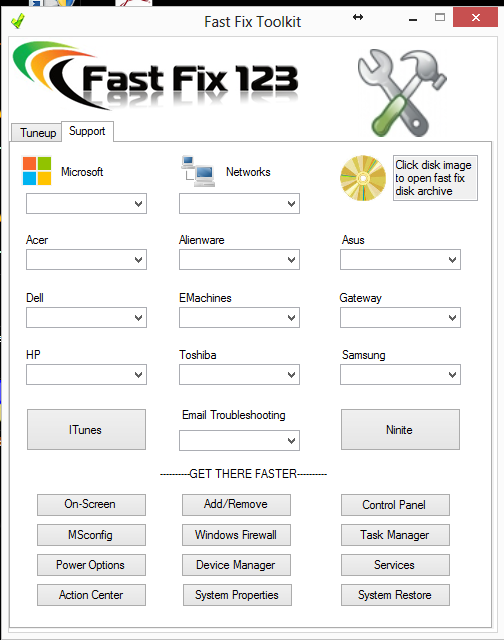 Fast Fix Toolkit
Fast Fix 123
Tuneup
Support
Microsoft
Networks
Click disk image
to open fast fix
disk archive
Acer
Alienware
Asus
Dell
EMachines
Gateway
HP
Toshiba
Samsung
ITunes
Email Troubleshooting
Ninite
----------GET THERE FASTER----------
On-Screen
Add/Remove
Control Panel
MSconfig
Windows Firewall
Task Manager
Power Options
Device Manager
Services
Action Center
System Properties
System Restore